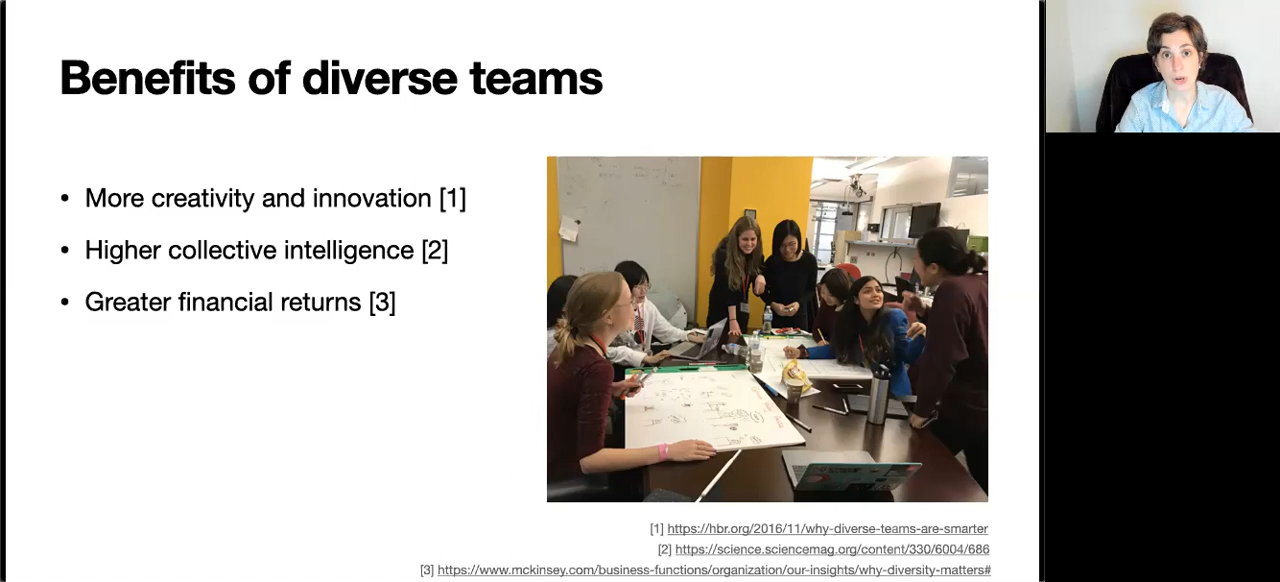 Benefits of diverse teams
• More creativity and innovation [1]
• Higher collective intelligence [2]
• Greater financial returns [3]
[1] https://hbr.org/2016/11/why-diverse-teams-are-smarter
[2] https://science.sciencemag.org/content/330/6004/686
[3] https://www.mckinsey.com/business-functions/organization/our-insights/why-diversity-matters#